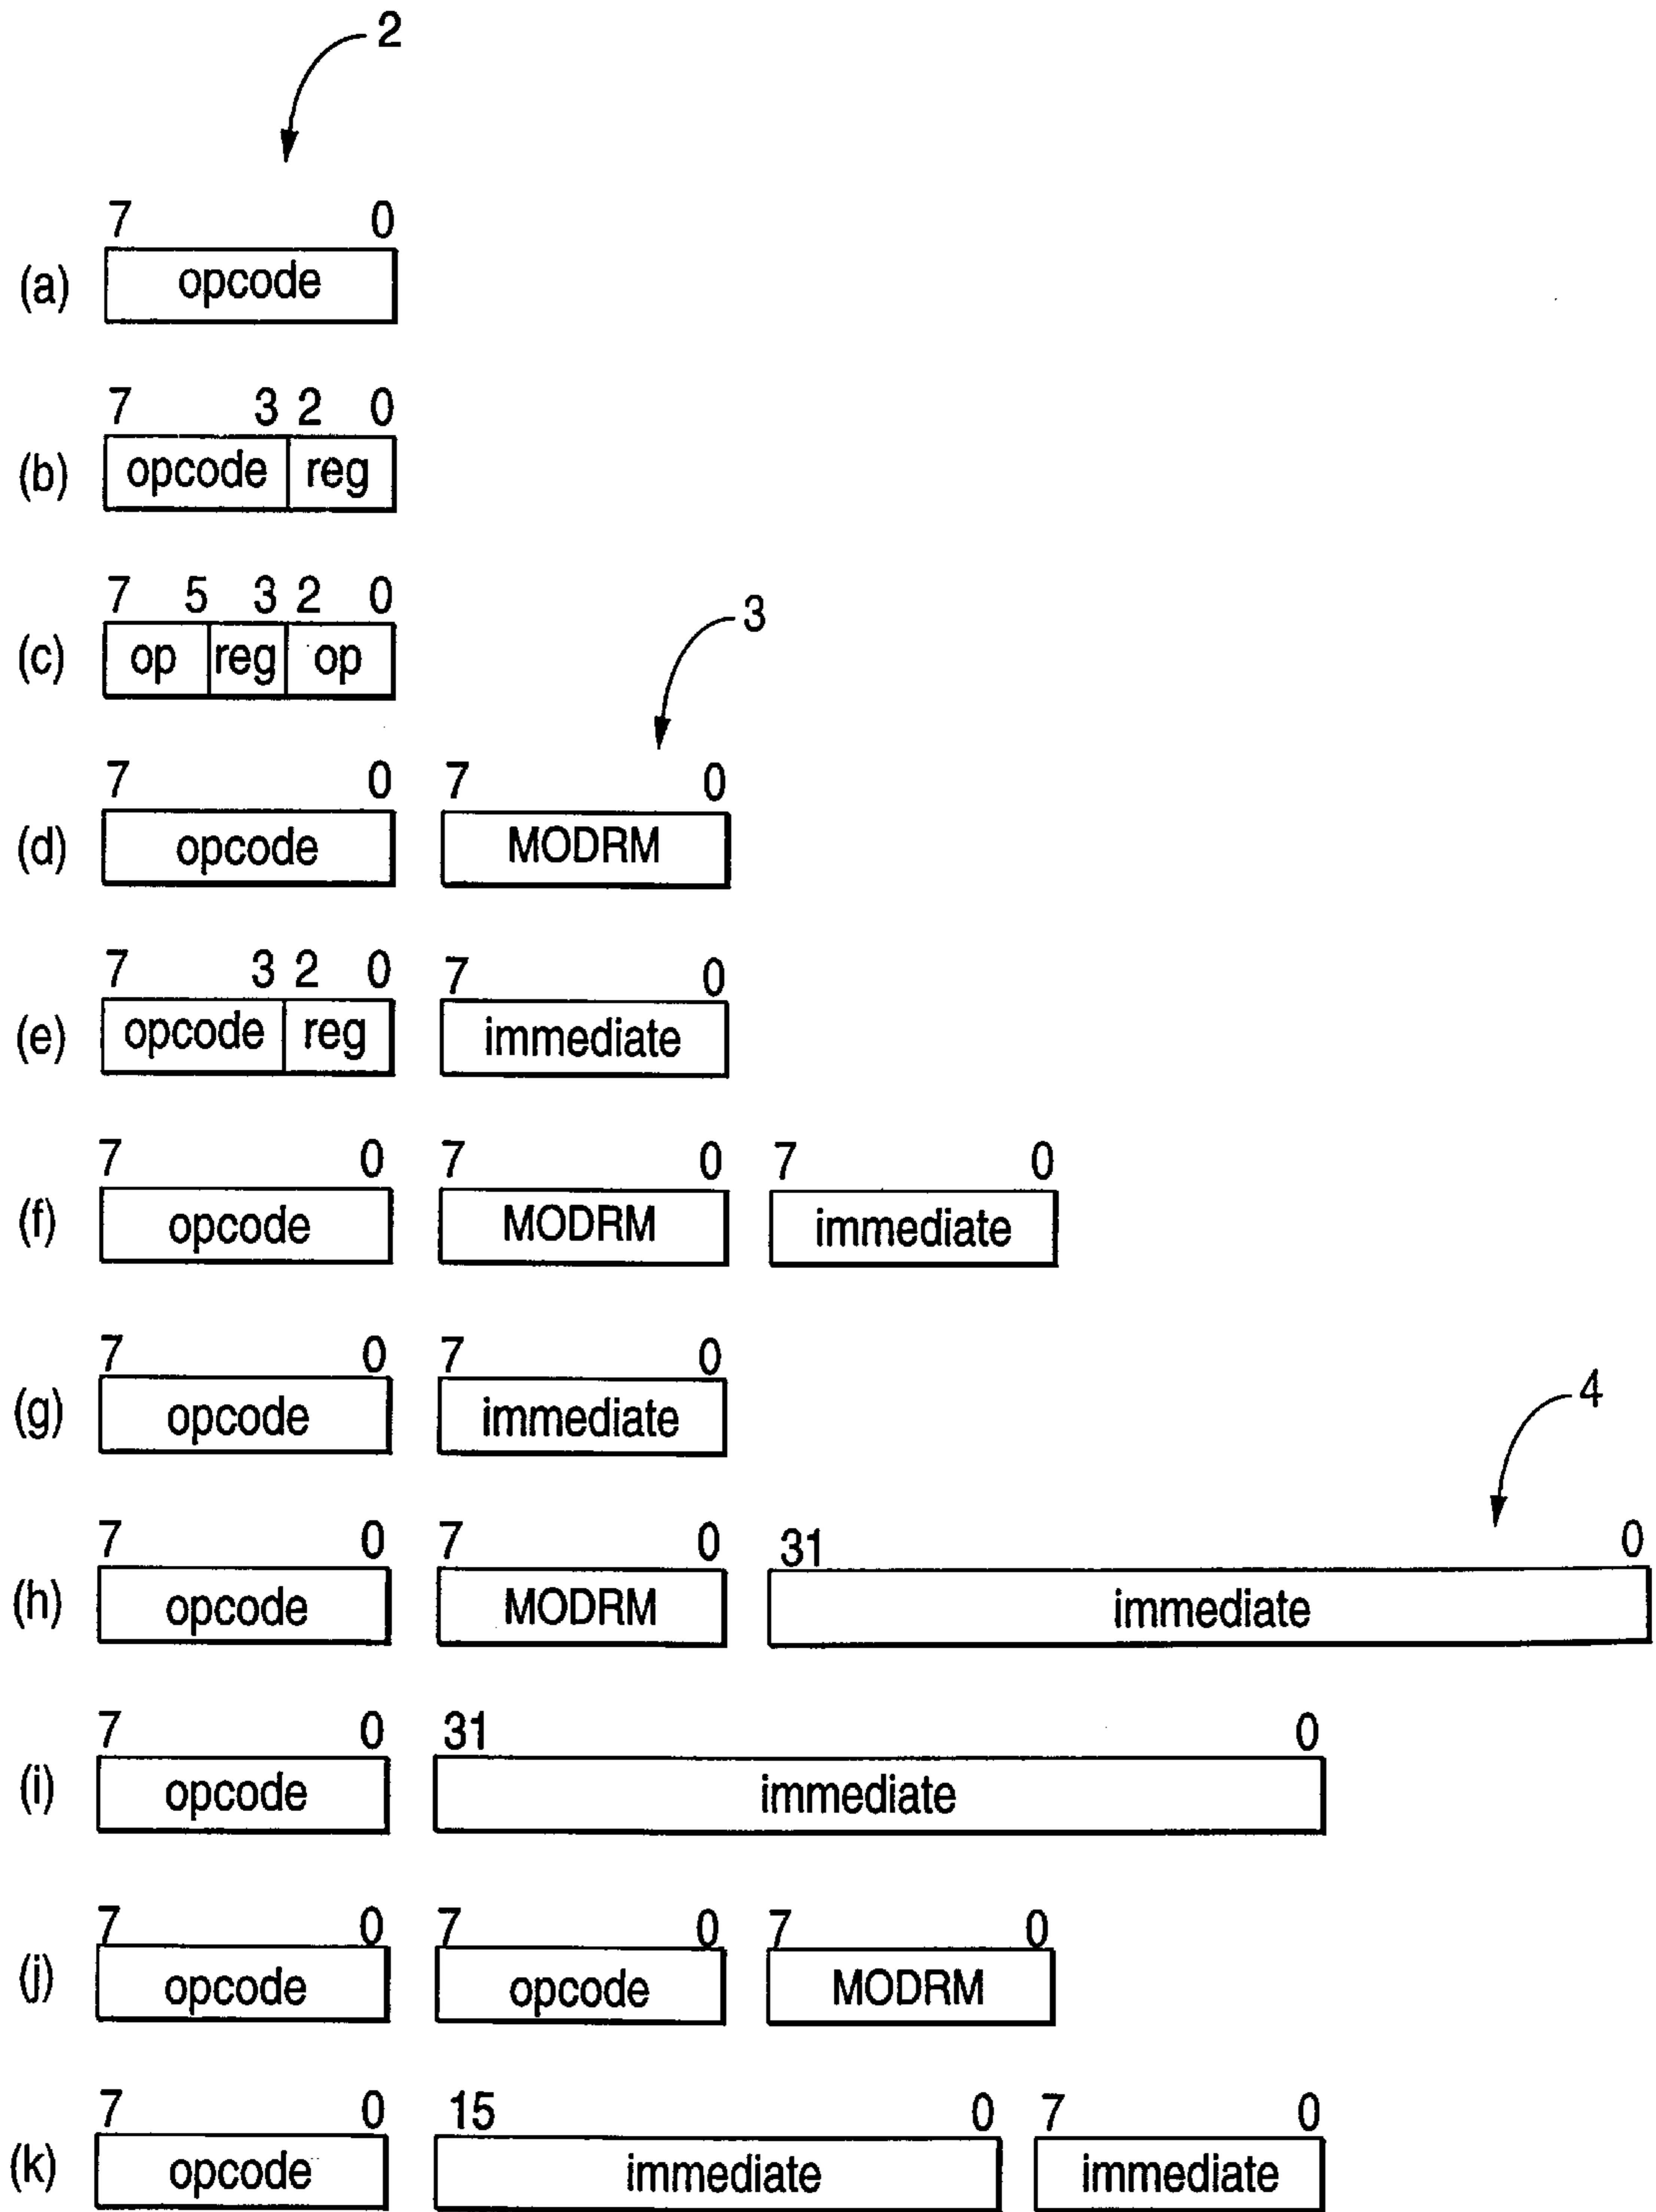 2
7 0
(a) opcode
7 3 2 0
(b) opcode reg
7 5 3 2 0
(c) op reg op
3
7 0 7 0
(d) opcode MODRM
7 3 2 0 7 0
(e) opcode reg immediate
7 0 7 0 7 0
(f) opcode MODRM immediate
7 0 7 0
(g) opcode immediate
4
7 0 7 0 31 0
(h) opcode MODRM immediate
7 0 31 0
(i) opcode immediate
7 0 7 0 7 0
(j) opcode opcode MODRM
7 0 15 0 7 0
(k) opcode immediate immediate